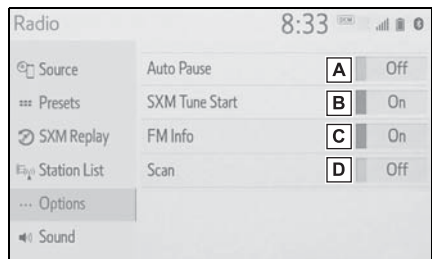 Radio 8:33 DCM
Source
Presets
SXM Replay
Station List
Options
Sound
Auto Pause A Off
SXM Tune Start B On
FM Info C On
Scan D Off